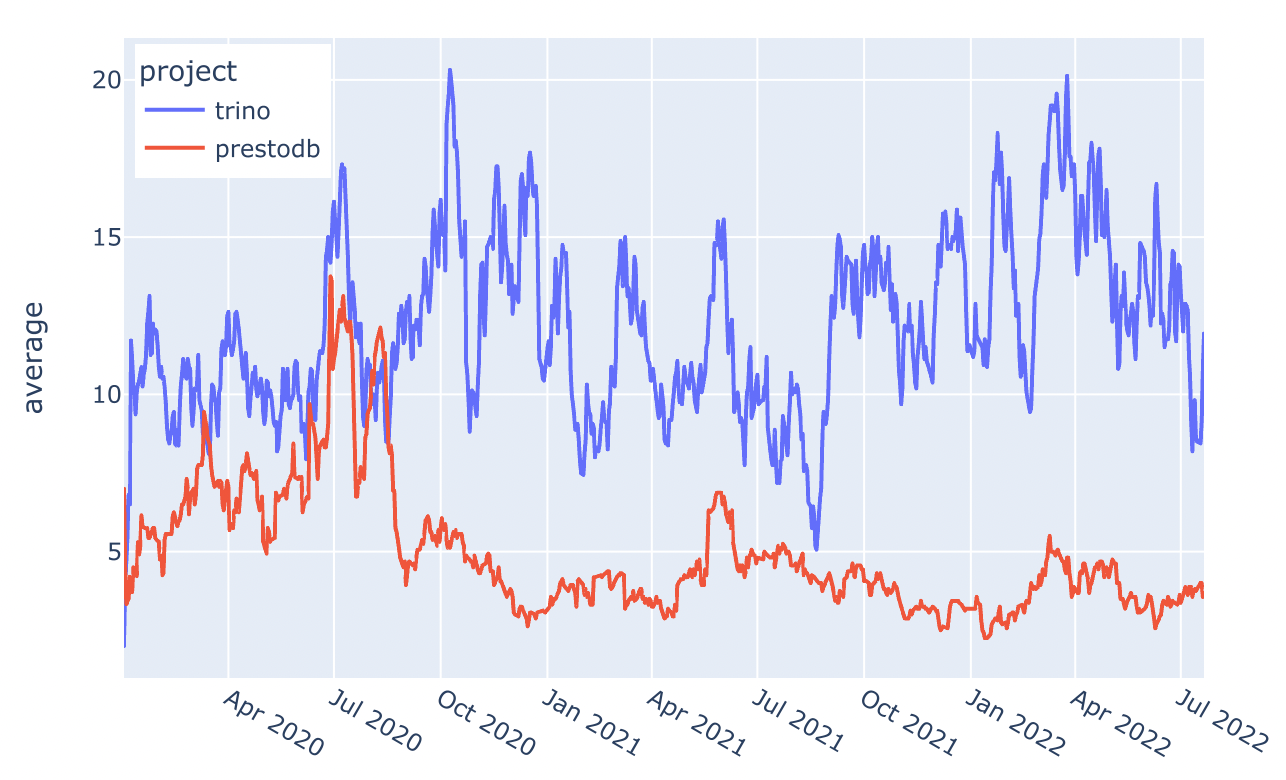 project
trino
prestodb
average
20
15
10
5
Apr 2020
Jul 2020
Oct 2020
Jan 2021
Apr 2021
Jul 2021
Oct 2021
Jan 2022
Apr 2022
Jul 2022